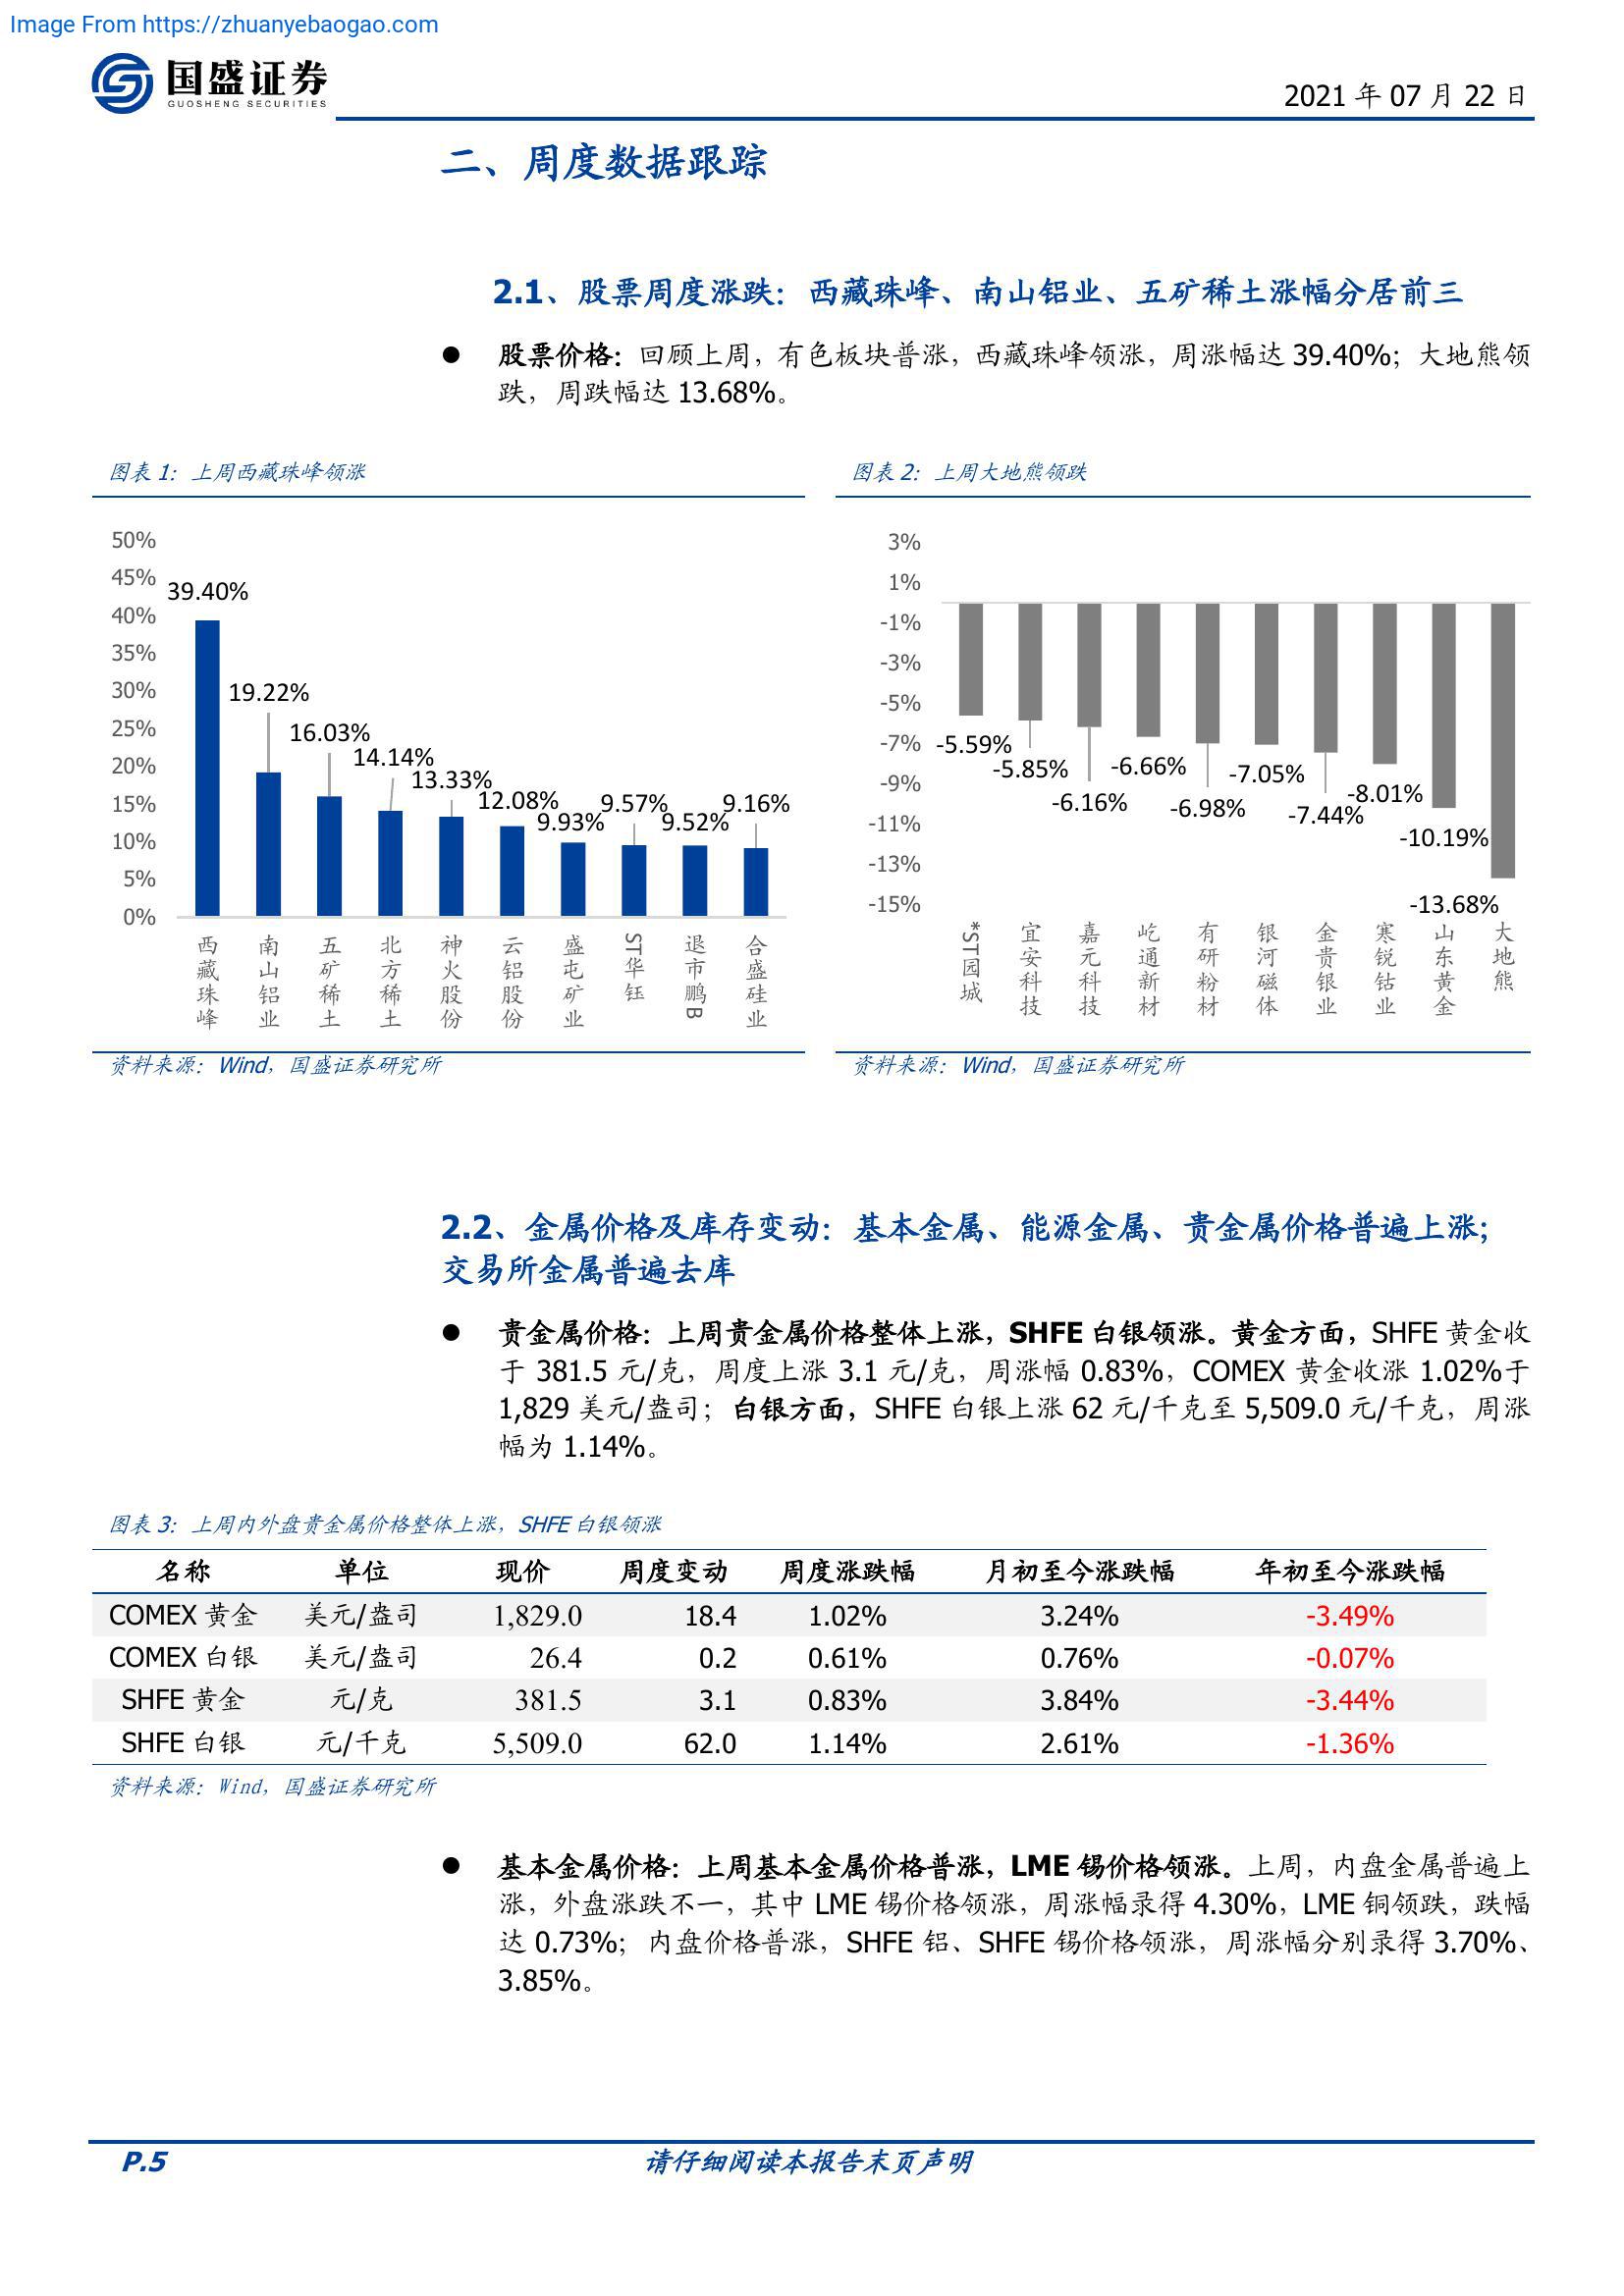 Image From https://zhuanyebaogao.com
国盛证券
GUOSHENG SECURITIES
2021 年 07 月 22 日
二、周度数据跟踪
2.1、股票周度涨跌：西藏珠峰、南山铝业、五矿稀土涨幅分居前三
● 股票价格：回顾上周，有色板块普涨，西藏珠峰领涨，周涨幅达 39.40%；大地熊领
跌，周跌幅达 13.68%。
图表 1：上周西藏珠峰领涨
50%
45%
40%
35%
30%
25%
20%
15%
10%
5%
0%
39.40%
19.22%
16.03%
14.14%
13.33%
12.08%
9.93%
9.57%
9.52%
9.16%
西藏珠峰
南山铝业
五矿稀土
北方稀土
神火股份
云铝股份
盛屯矿业
ST华钰
退市鹏B
合盛硅业
资料来源：Wind，国盛证券研究所
图表 2：上周大地熊领跌
3%
1%
-1%
-3%
-5%
-7%
-9%
-11%
-13%
-15%
-5.59%
-5.85%
-6.16%
-6.66%
-6.98%
-7.05%
-7.44%
-8.01%
-10.19%
-13.68%
*ST园城
宜安科技
嘉元科技
屹通新材
有研粉材
银河磁体
金贵银业
寒锐钴业
山东黄金
大地熊
资料来源：Wind，国盛证券研究所
2.2、金属价格及库存变动：基本金属、能源金属、贵金属价格普遍上涨；
交易所金属普遍去库
● 贵金属价格：上周贵金属价格整体上涨，SHFE 白银领涨。黄金方面，SHFE 黄金收
于 381.5 元/克，周度上涨 3.1 元/克，周涨幅 0.83%，COMEX 黄金收涨 1.02%于
1,829 美元/盎司；白银方面，SHFE 白银上涨 62 元/千克至 5,509.0 元/千克，周涨
幅为 1.14%。
图表 3：上周内外盘贵金属价格整体上涨，SHFE 白银领涨
名称 单位 现价 周度变动 周度涨跌幅 月初至今涨跌幅 年初至今涨跌幅
COMEX 黄金 美元/盎司 1,829.0 18.4 1.02% 3.24% -3.49%
COMEX 白银 美元/盎司 26.4 0.2 0.61% 0.76% -0.07%
SHFE 黄金 元/克 381.5 3.1 0.83% 3.84% -3.44%
SHFE 白银 元/千克 5,509.0 62.0 1.14% 2.61% -1.36%
资料来源：Wind，国盛证券研究所
● 基本金属价格：上周基本金属价格普涨，LME 锡价格领涨。上周，内盘金属普遍上
涨，外盘涨跌不一，其中 LME 锡价格领涨，周涨幅录得 4.30%，LME 铜领跌，跌幅
达 0.73%；内盘价格普涨，SHFE 铝、SHFE 锡价格领涨，周涨幅分别录得 3.70%、
3.85%。
P.5
请仔细阅读本报告末页声明